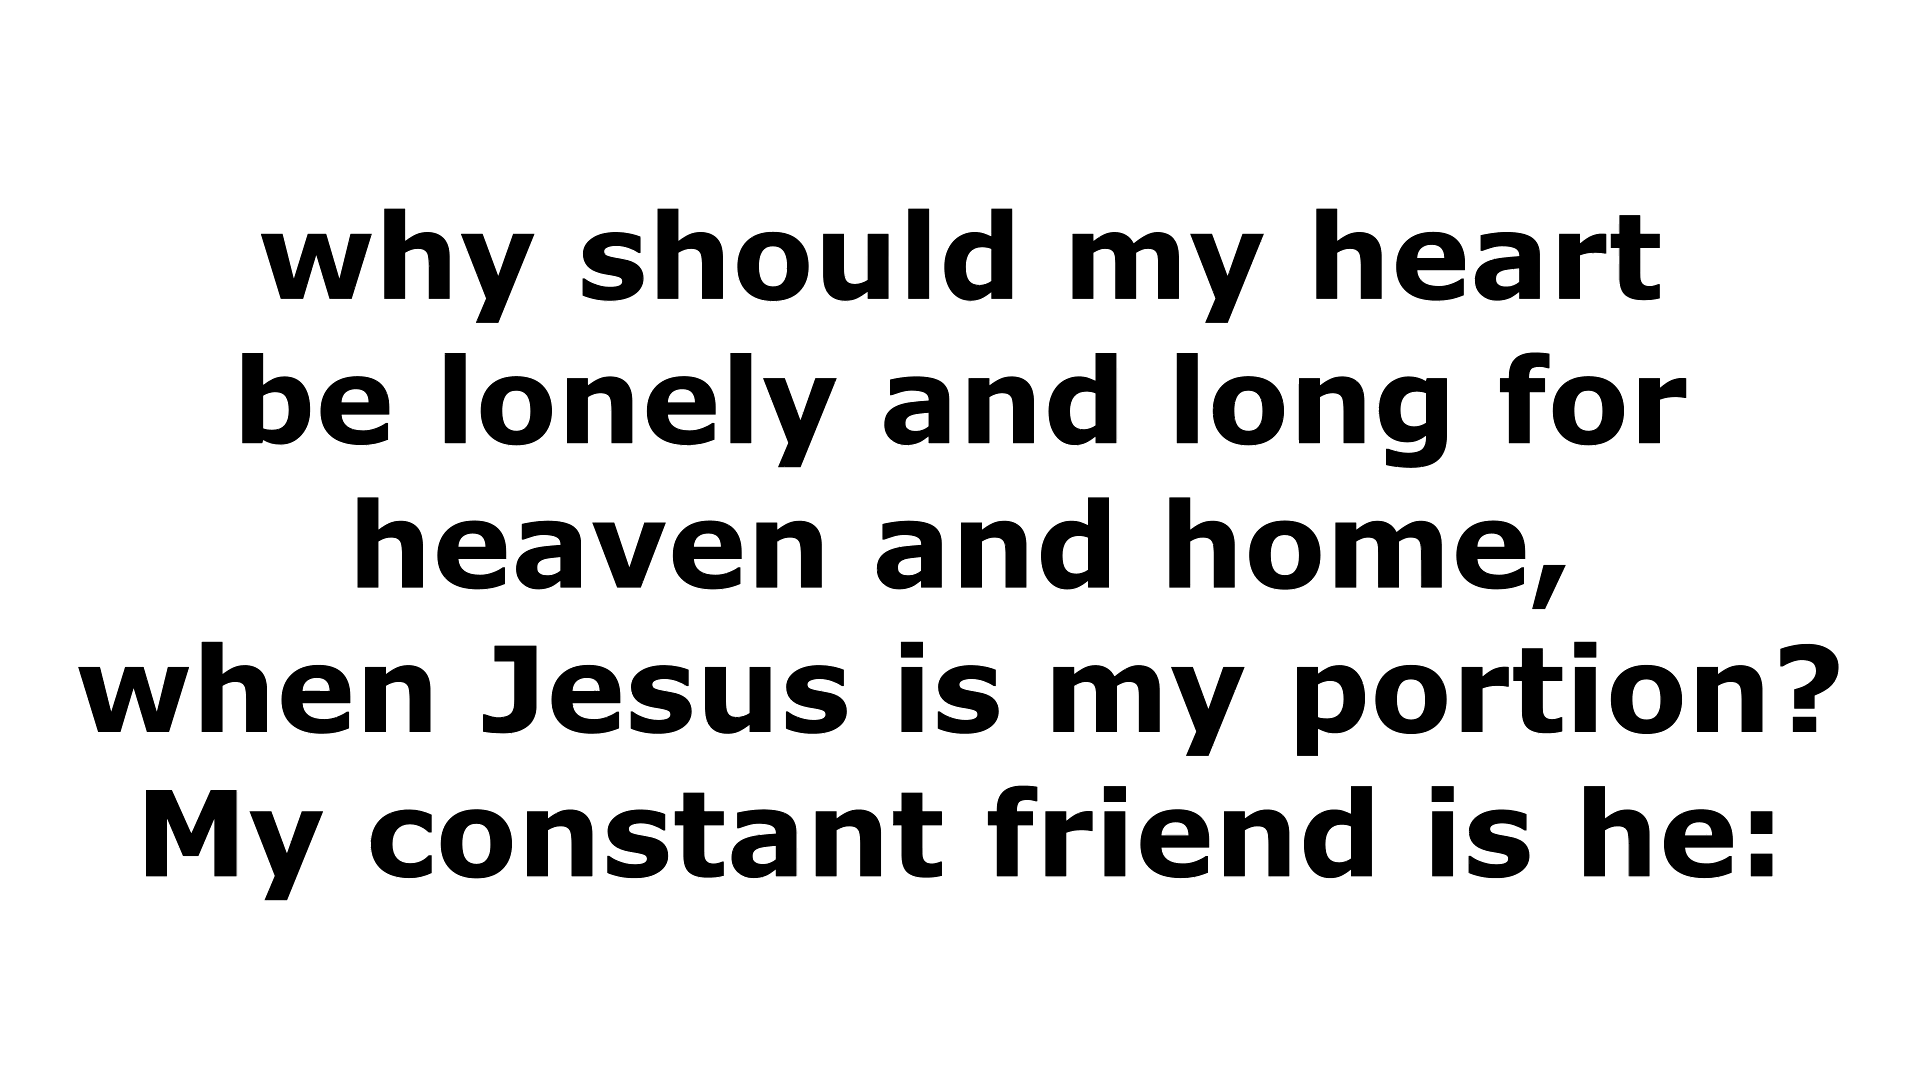 why should my heart
be lonely and long for
heaven and home,
when Jesus is my portion?
My constant friend is he: